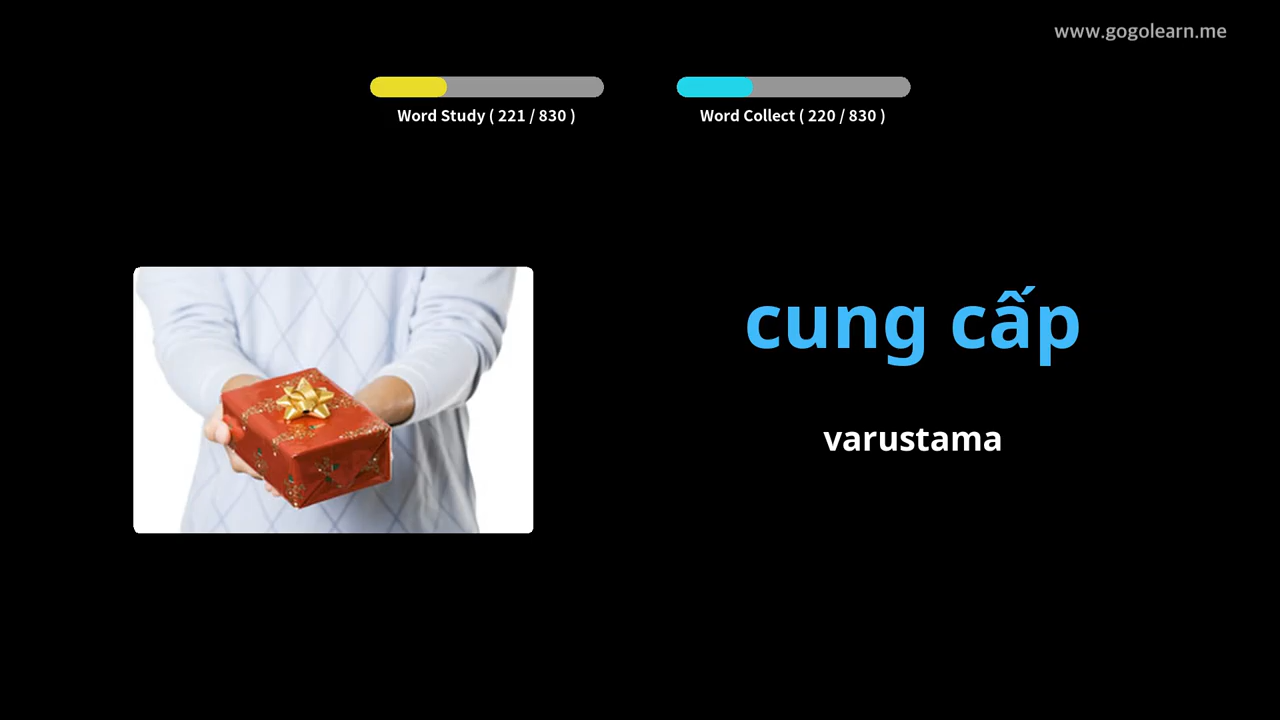 www.gogolearn.me
Word Study ( 221 / 830 )
Word Collect ( 220 / 830 )
cung cấp
varustama